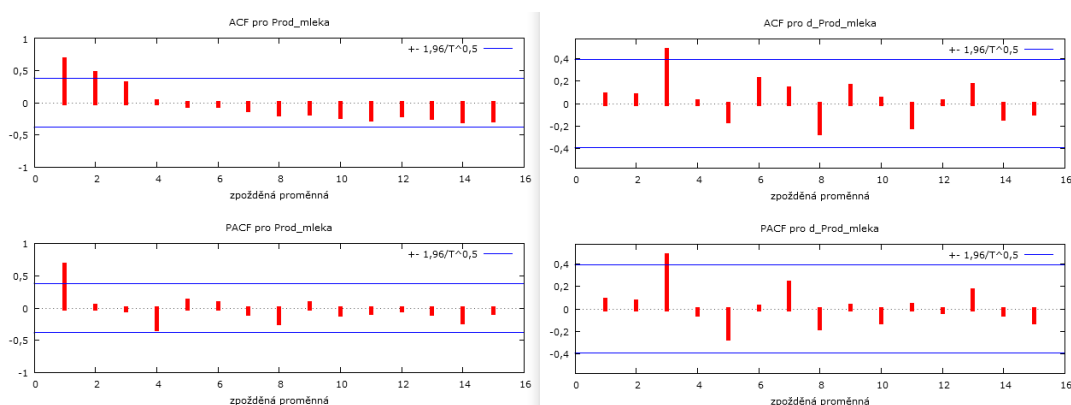 ACF pro Prod_mleka
+- 1,96/T^0,5
1
0,5
0
-0,5
-1
0 2 4 6 8 10 12 14 16
zpožděná proměnná
PACF pro Prod_mleka
+- 1,96/T^0,5
1
0,5
0
-0,5
-1
0 2 4 6 8 10 12 14 16
zpožděná proměnná
ACF pro d_Prod_mleka
+- 1,96/T^0,5
0,4
0,2
0
-0,2
-0,4
0 2 4 6 8 10 12 14 16
zpožděná proměnná
PACF pro d_Prod_mleka
+- 1,96/T^0,5
0,4
0,2
0
-0,2
-0,4
0 2 4 6 8 10 12 14 16
zpožděná proměnná